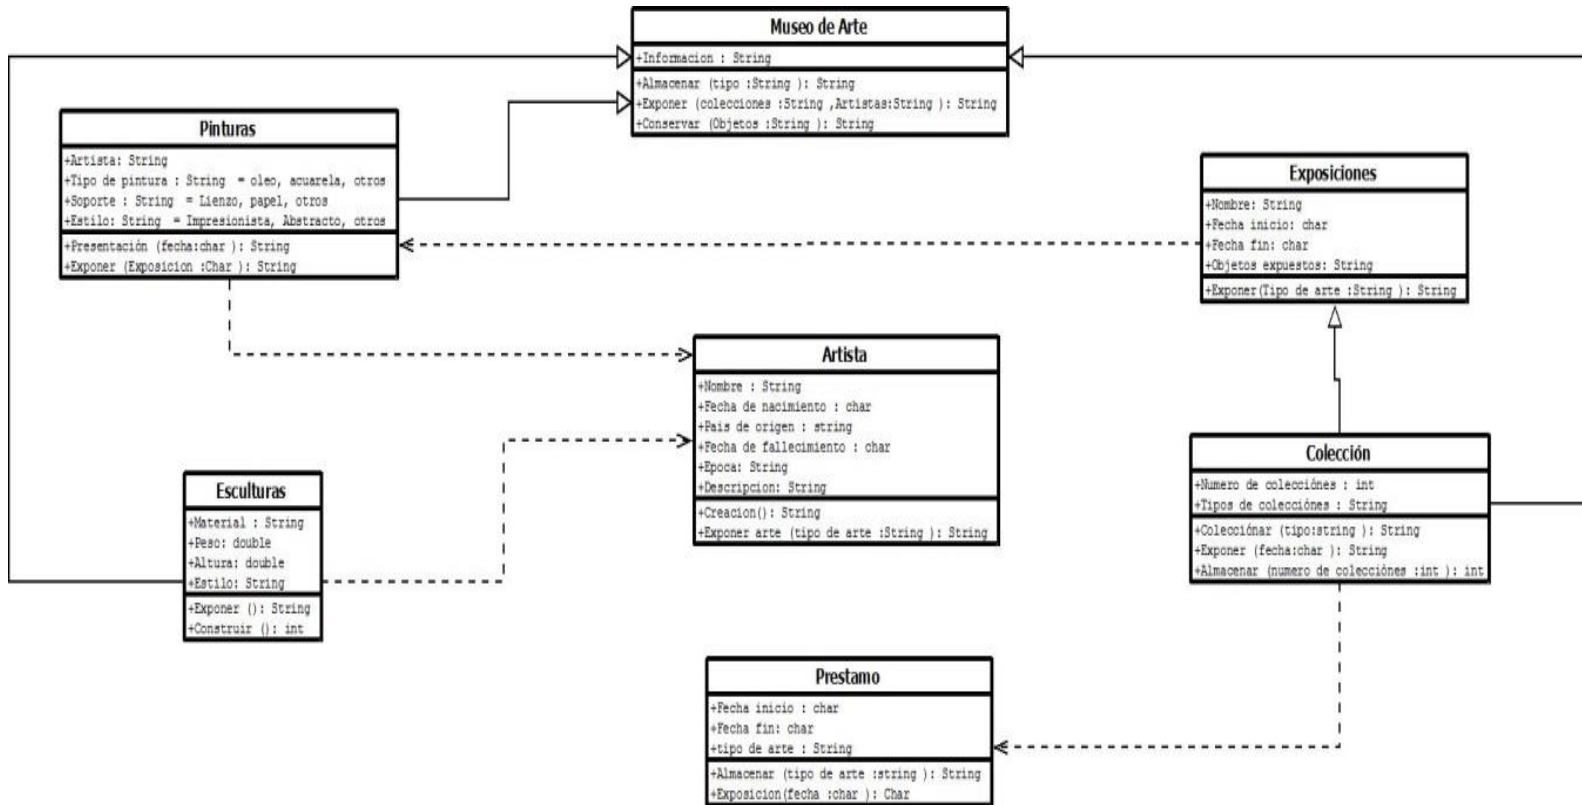 Museo de Arte
+Informacion : String
+Almacenar (tipo :String ): String
+Exponer (colecciones :String ,Artistas:String ): String
+Conservar (Objetos :String ): String
Pinturas
+Artista: String
+Tipo de pintura : String = oleo, acuarela, otros
+Soporte : String = Lienzo, papel, otros
+Estilo: String = Impresionista, Abstracto, otros
+Presentación (fecha:char ): String
+Exponer (Exposicion :Char ): String
Exposiciones
+Nombre: String
+Fecha inicio: char
+Fecha fin: char
+Objetos expuestos: String
+Exponer(Tipo de arte :String ): String
Artista
+Nombre : String
+Fecha de nacimiento : char
+Pais de origen : string
+Fecha de fallecimiento : char
+Epoca: String
+Descripcion: String
+Creacion(): String
+Exponer arte (tipo de arte :String ): String
Colección
+Numero de colecciónes : int
+Tipos de colecciónes : String
+Colecciónar (tipo:string ): String
+Exponer (fecha:char ): String
+Almacenar (numero de colecciónes :int ): int
Esculturas
+Material : String
+Peso: double
+Altura: double
+Estilo: String
+Exponer (): String
+Construir (): int
Prestamo
+Fecha inicio : char
+Fecha fin: char
+tipo de arte : String
+Almacenar (tipo de arte :string ): String
+Exposicion(fecha :char ): Char